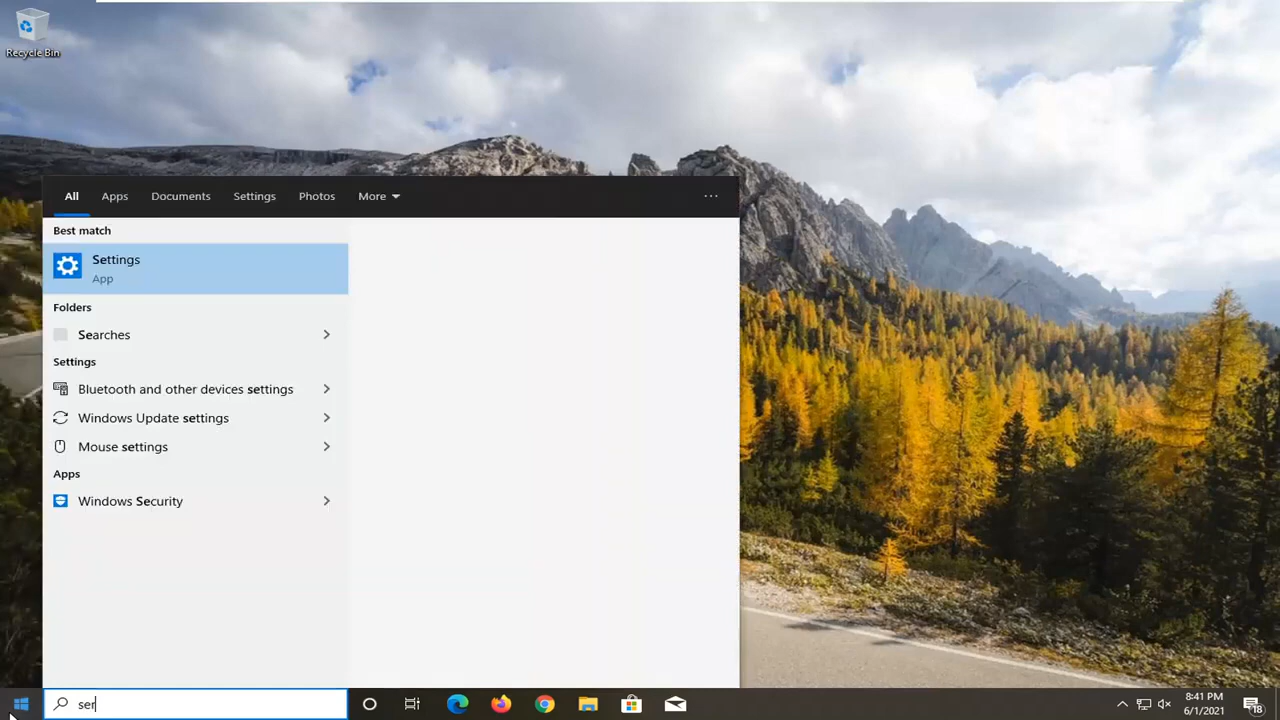 Recycle Bin
All Apps Documents Settings Photos More ...
Best match
Settings
App
Folders
Searches
Settings
Bluetooth and other devices settings
Windows Update settings
Mouse settings
Apps
Windows Security
ser
8:41 PM
6/1/2021
18